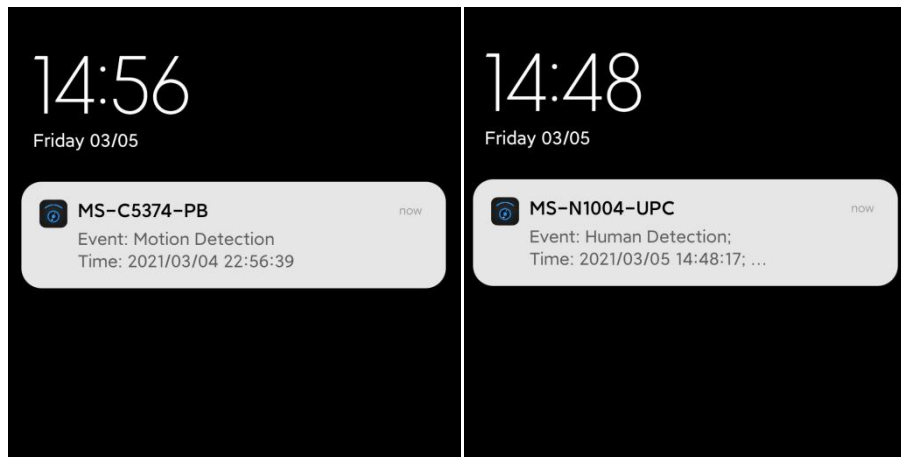 14:56
Friday 03/05
MS-C5374-PB
now
Event: Motion Detection
Time: 2021/03/04 22:56:39
14:48
Friday 03/05
MS-N1004-UPC
now
Event: Human Detection;
Time: 2021/03/05 14:48:17; ...